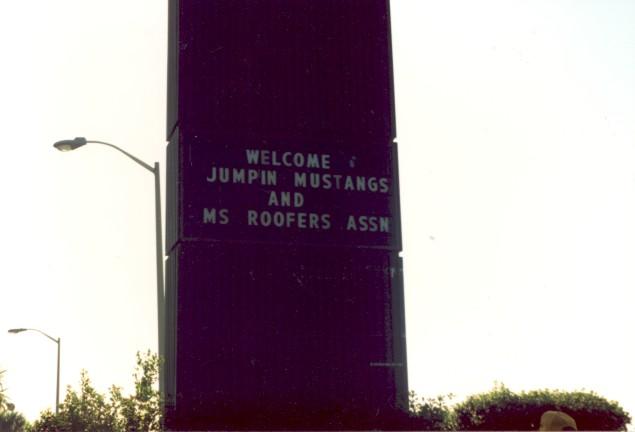 WELCOME
JUMPIN MUSTANGS
AND
MS ROOFERS ASSN